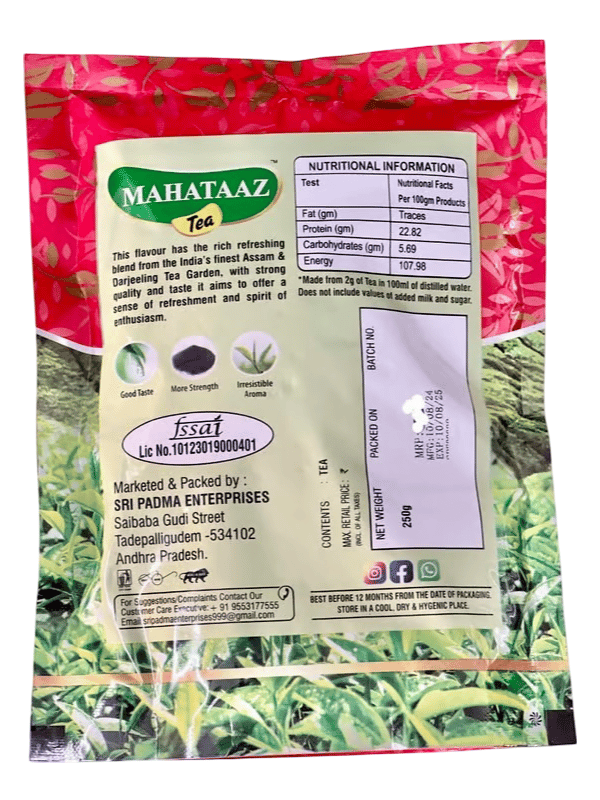 MAHATAAZ
TM
Tea
This flavour has the rich refreshing
blend from the India's finest Assam &
Darjeeling Tea Garden, with strong
quality and taste it aims to offer a
sense of refreshment and spirit of
enthusiasm.
Good Taste
More Strength
Irresistible
Aroma
fssai
Lic No.10123019000401
Marketed & Packed by :
SRI PADMA ENTERPRISES
Saibaba Gudi Street
Tadepalligudem -534102
Andhra Pradesh.
For Suggestions/Complaints Contact Our
Customer Care Executive: + 91 9553177555
Email sripadmaenterprises999@gmail.com
NUTRITIONAL INFORMATION
Test Nutritional Facts
Per 100gm Products
Fat (gm) Traces
Protein (gm) 22.82
Carbohydrates (gm) 5.69
Energy 107.98
*Made from 2g of Tea in 100ml of distilled water.
Does not include values of added milk and sugar.
CONTENTS : TEA
MAX. RETAIL PRICE : ₹
(INCL. OF ALL TAXES)
NET WEIGHT PACKED ON BATCH NO.
250g
MRP:
MFG:10/08/24
EXP:10/08/25
BEST BEFORE 12 MONTHS FROM THE DATE OF PACKAGING.
STORE IN A COOL, DRY & HYGENIC PLACE.